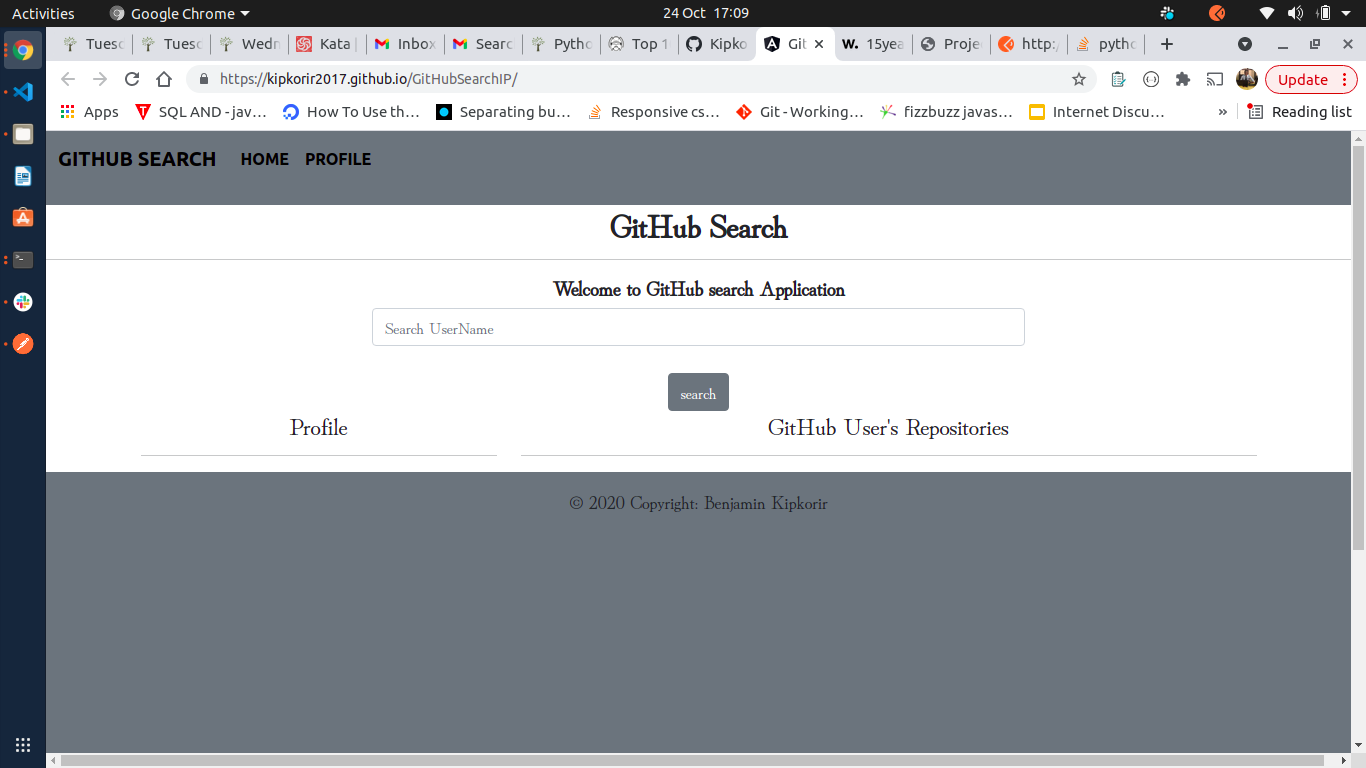 Activities Google Chrome 24 Oct 17:09
Tuesc Tuesc Wedn Kata | Inbox Searc Pytho Top 1 Kipko Git W. 15yea Proje http:/ pytho
https://kipkorir2017.github.io/GitHubSearchIP/ Update
Apps SQL AND - jav… How To Use th… Separating bu… Responsive cs… Git - Working… fizzbuzz javas… Internet Discu… » Reading list
GITHUB SEARCH HOME PROFILE
GitHub Search
Welcome to GitHub search Application
Search UserName
search
Profile GitHub User's Repositories
© 2020 Copyright: Benjamin Kipkorir